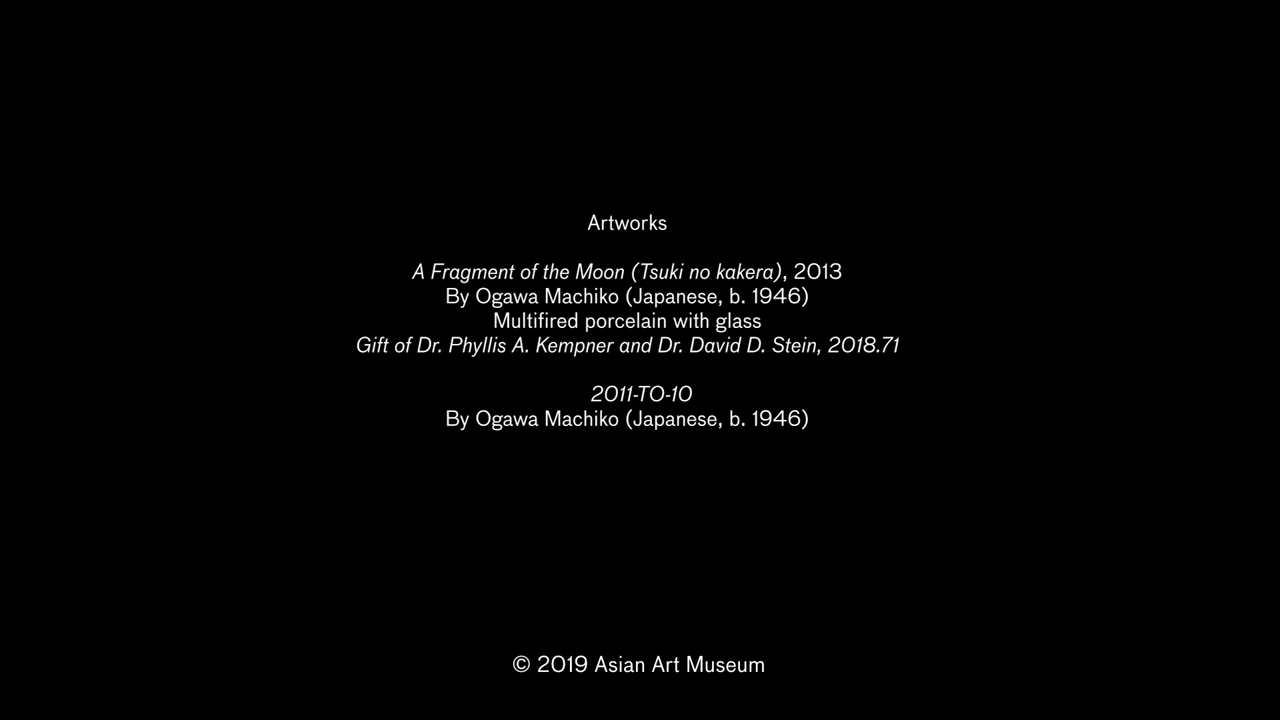 Artworks
A Fragment of the Moon (Tsuki no kakera), 2013
By Ogawa Machiko (Japanese, b. 1946)
Multifired porcelain with glass
Gift of Dr. Phyllis A. Kempner and Dr. David D. Stein, 2018.71
2011-TO-10
By Ogawa Machiko (Japanese, b. 1946)
© 2019 Asian Art Museum